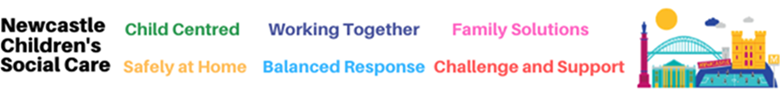 Newcastle
Children's
Social Care
Child Centred
Working Together
Family Solutions
Safely at Home
Balanced Response
Challenge and Support